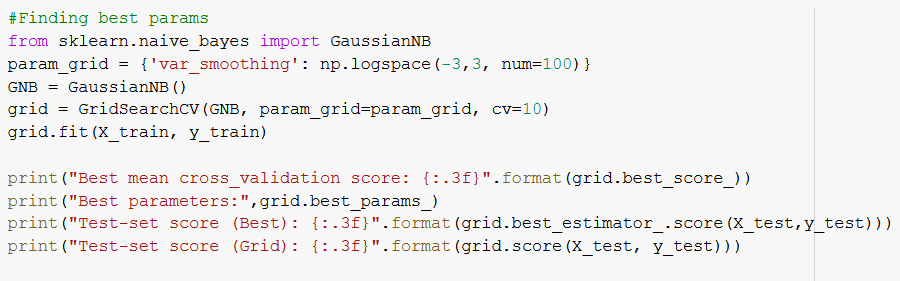 #Finding best params
from sklearn.naive_bayes import GaussianNB
param_grid = {'var_smoothing': np.logspace(-3,3, num=100)}
GNB = GaussianNB()
grid = GridSearchCV(GNB, param_grid=param_grid, cv=10)
grid.fit(X_train, y_train)

print("Best mean cross_validation score: {:.3f}".format(grid.best_score_))
print("Best parameters:",grid.best_params_)
print("Test-set score (Best): {:.3f}".format(grid.best_estimator_.score(X_test,y_test)))
print("Test-set score (Grid): {:.3f}".format(grid.score(X_test, y_test)))